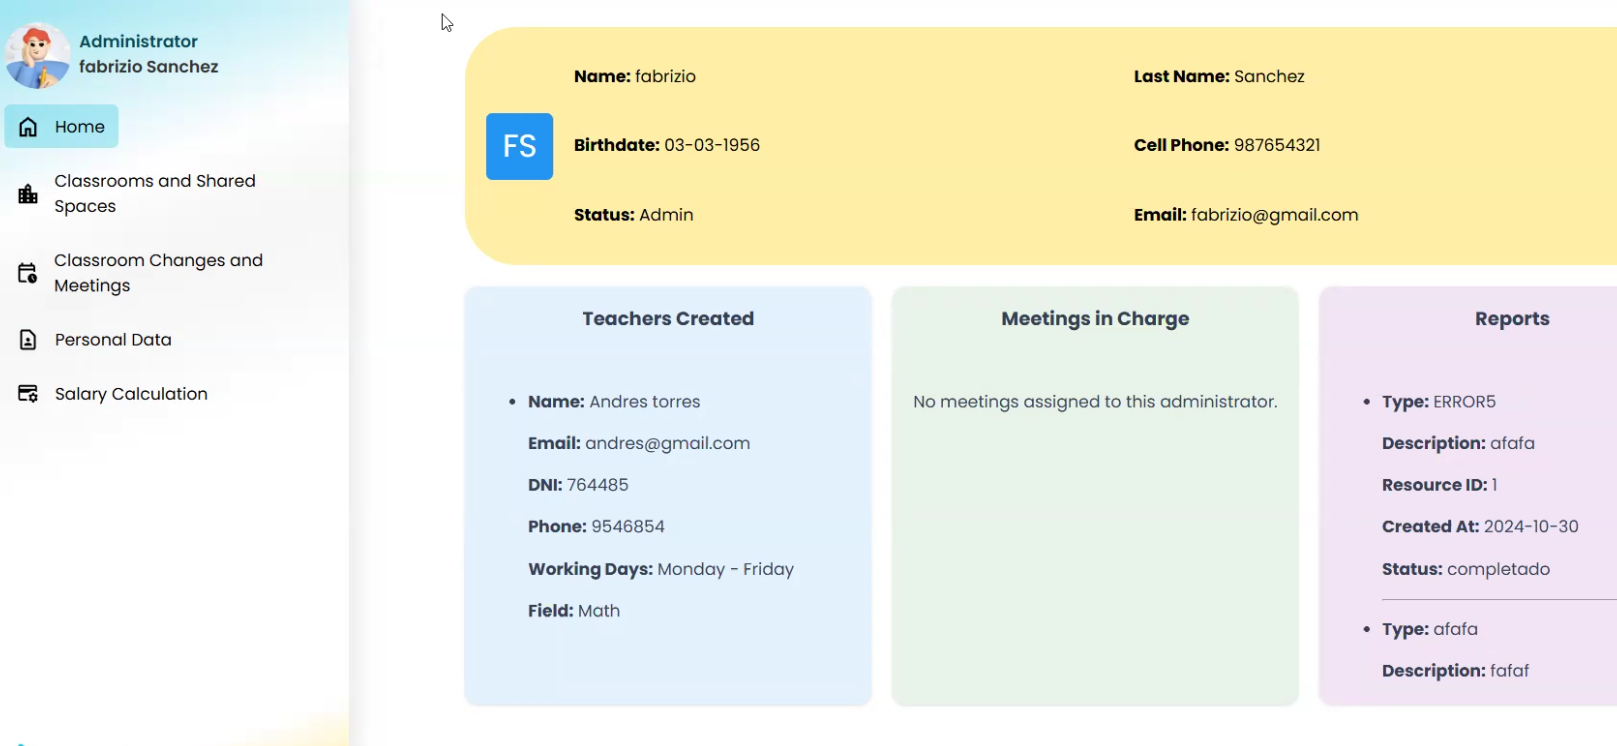 Administrator
fabrizio Sanchez
Home
Classrooms and Shared
Spaces
Classroom Changes and
Meetings
Personal Data
Salary Calculation
FS
Name: fabrizio
Last Name: Sanchez
Birthdate: 03-03-1956
Cell Phone: 987654321
Status: Admin
Email: fabrizio@gmail.com
Teachers Created
• Name: Andres torres
Email: andres@gmail.com
DNI: 764485
Phone: 9546854
Working Days: Monday - Friday
Field: Math
Meetings in Charge
No meetings assigned to this administrator.
Reports
• Type: ERROR5
Description: afafa
Resource ID: 1
Created At: 2024-10-30
Status: completado
• Type: afafa
Description: fafaf